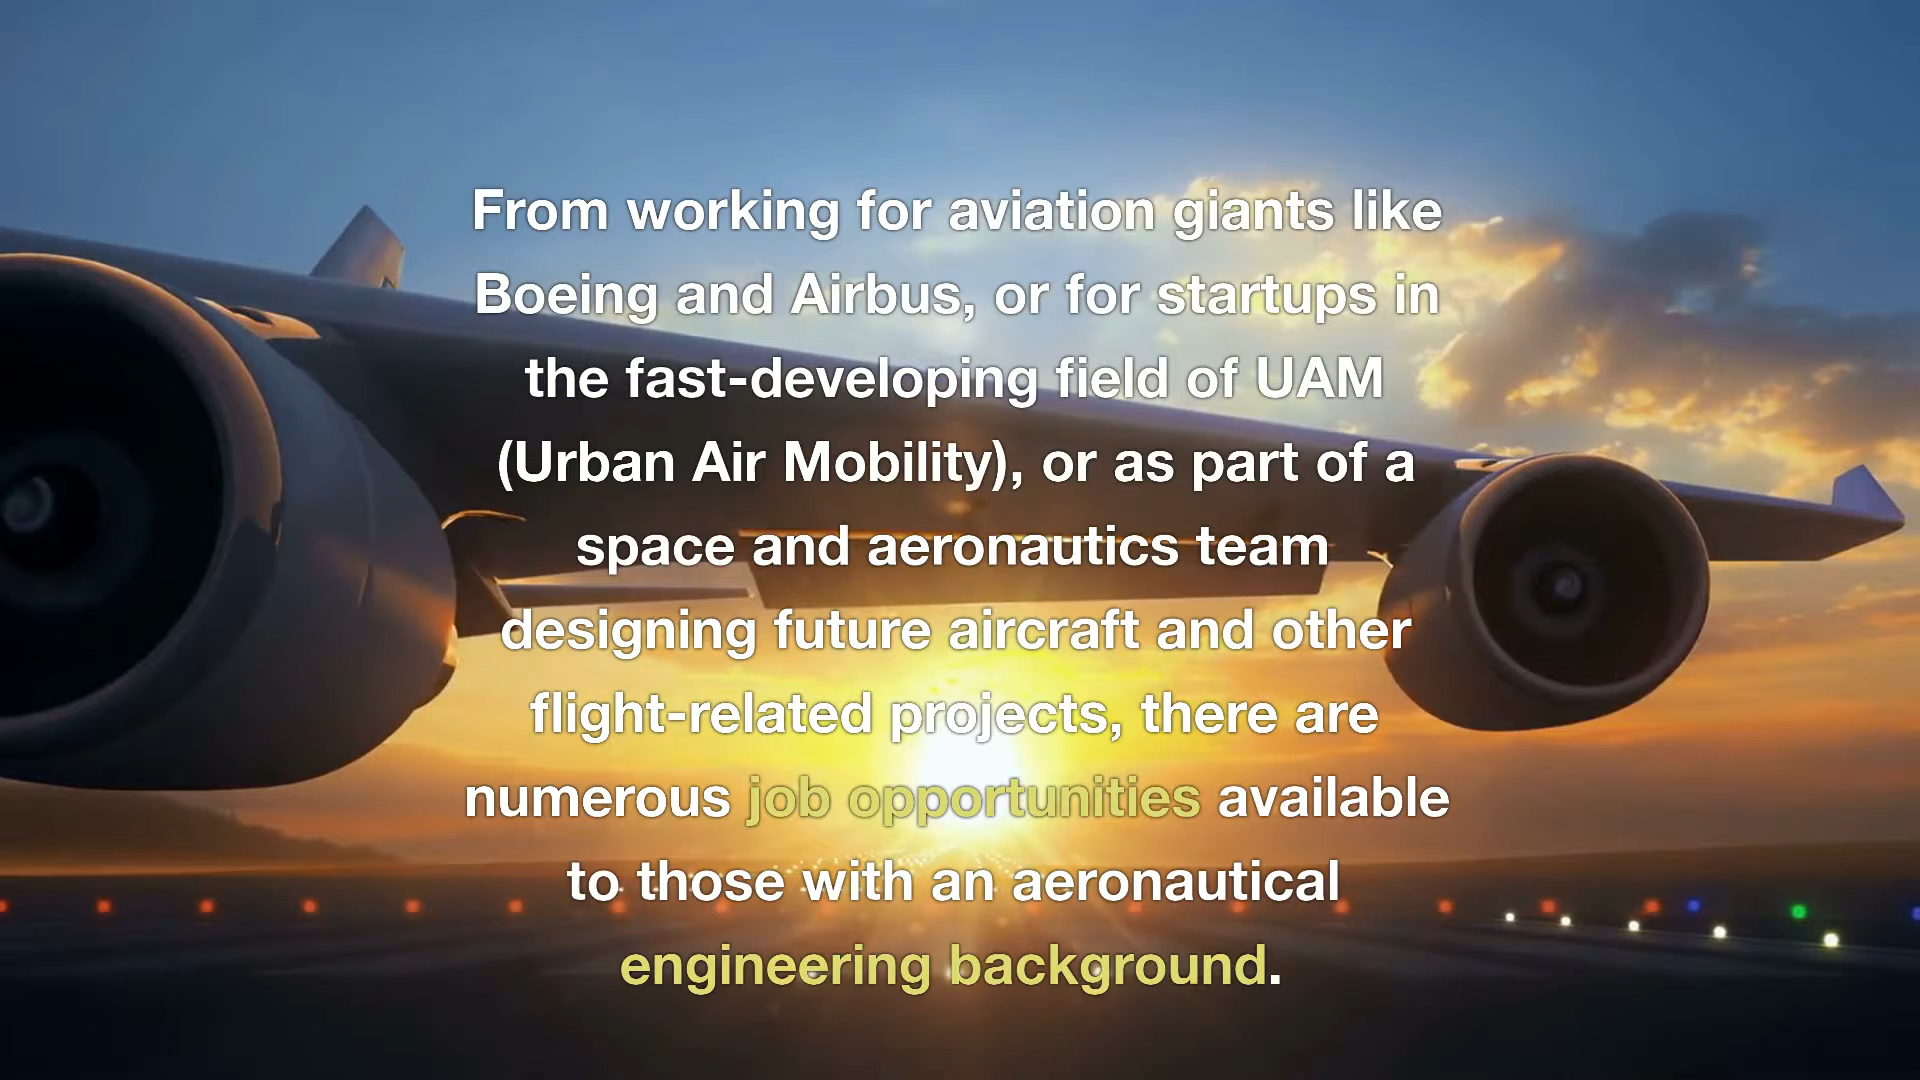 From working for aviation giants like
Boeing and Airbus, or for startups in
the fast-developing field of UAM
(Urban Air Mobility), or as part of a
space and aeronautics team
designing future aircraft and other
flight-related projects, there are
numerous job opportunities available
to those with an aeronautical
engineering background.